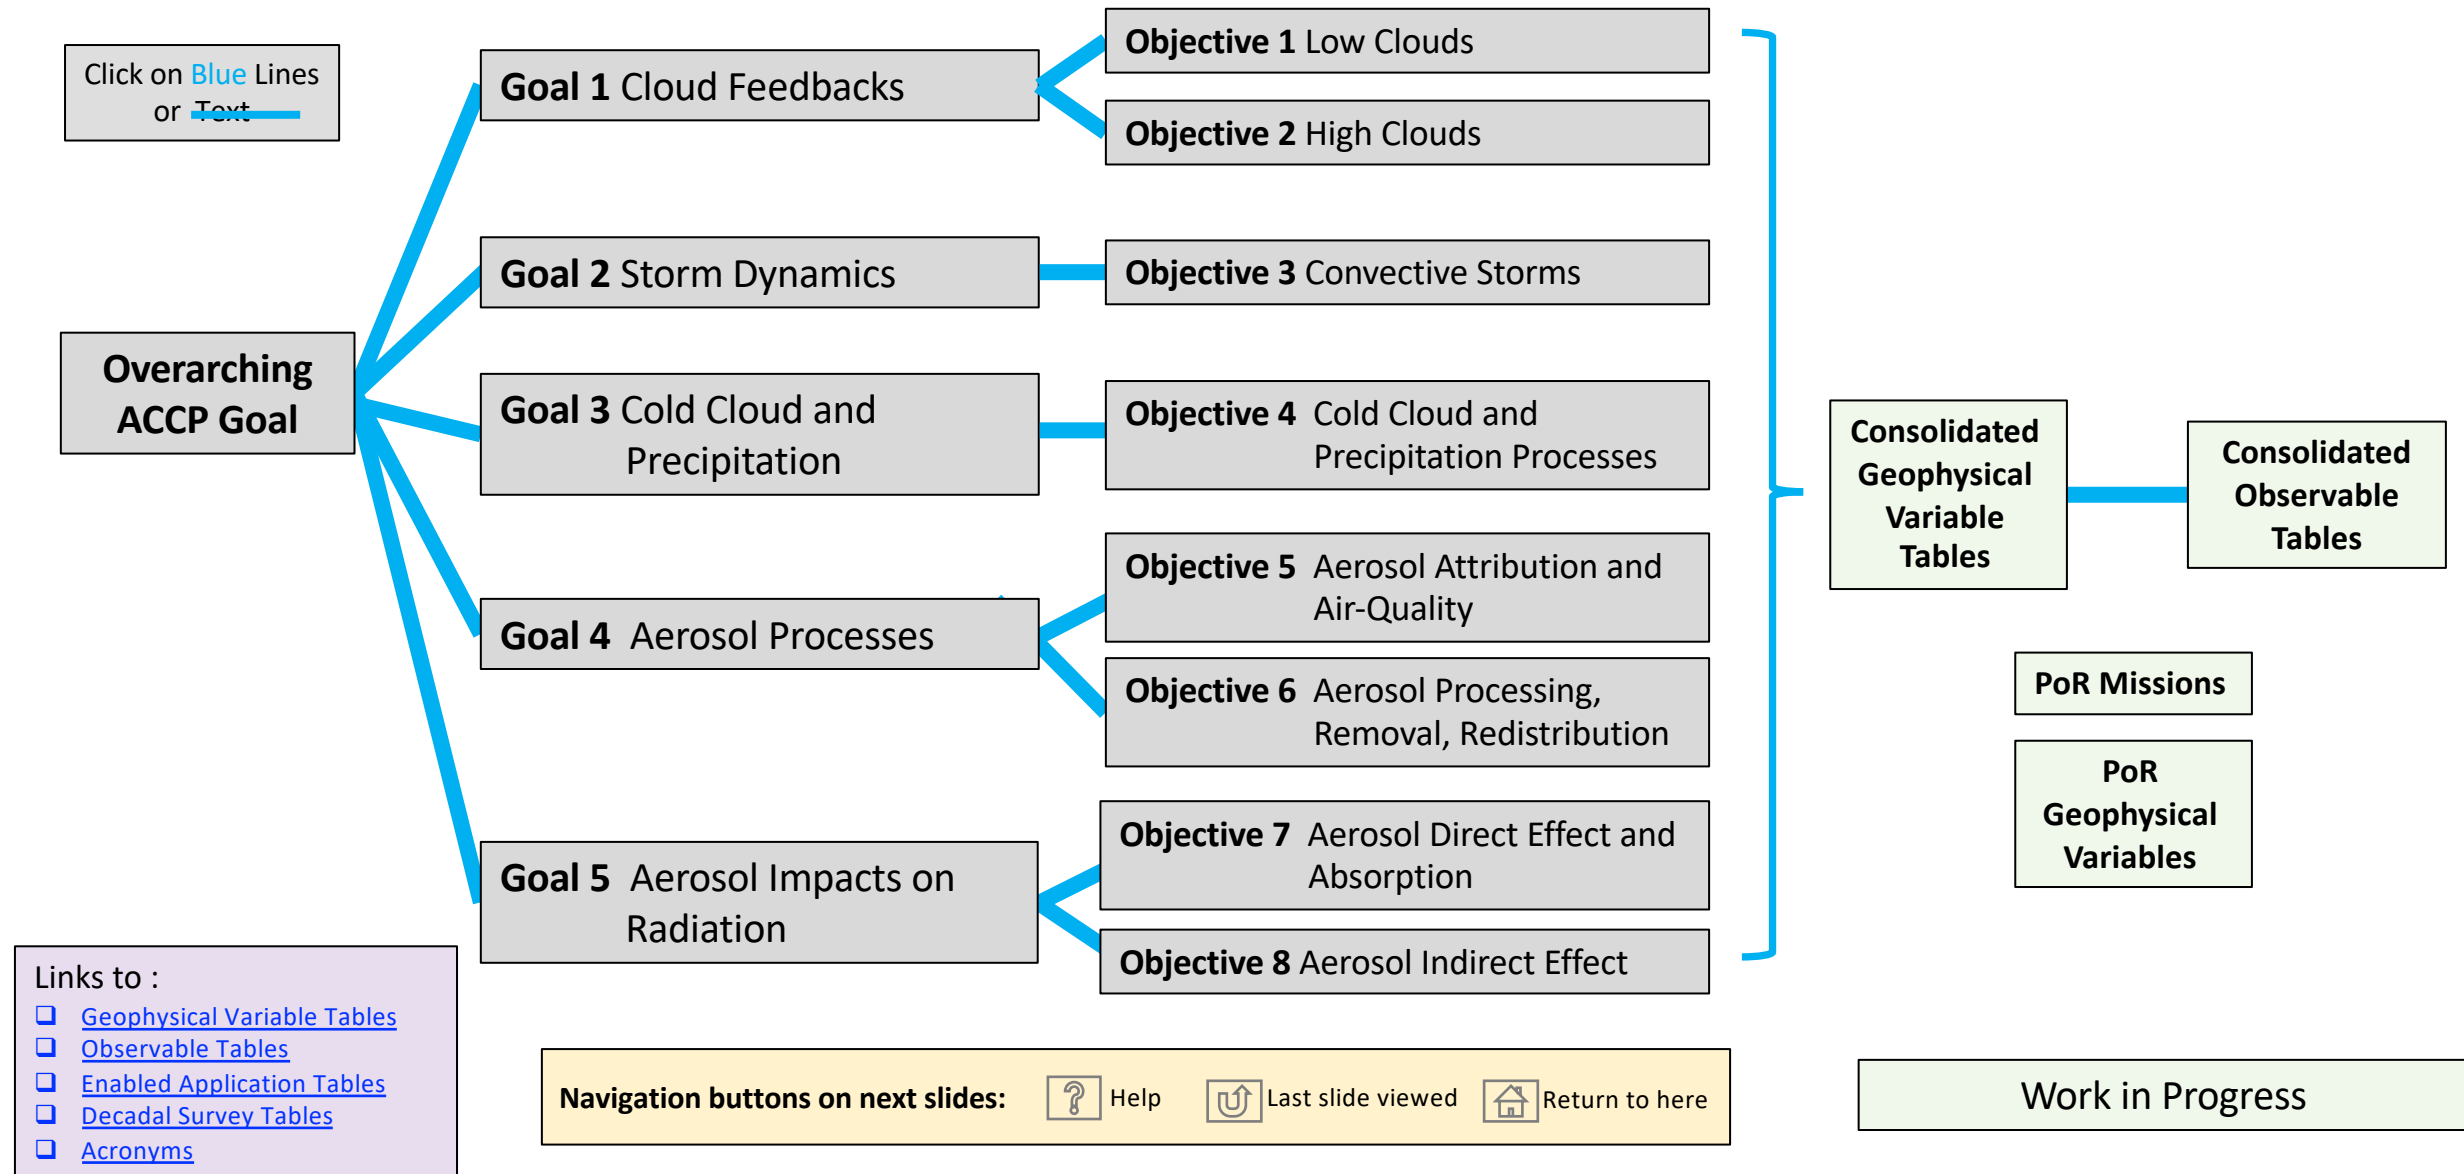 Click on Blue Lines
or Text
Overarching
ACCP Goal
Goal 1 Cloud Feedbacks
Goal 2 Storm Dynamics
Goal 3 Cold Cloud and
Precipitation
Goal 4 Aerosol Processes
Goal 5 Aerosol Impacts on
Radiation
Objective 1 Low Clouds
Objective 2 High Clouds
Objective 3 Convective Storms
Objective 4 Cold Cloud and
Precipitation Processes
Objective 5 Aerosol Attribution and
Air-Quality
Objective 6 Aerosol Processing,
Removal, Redistribution
Objective 7 Aerosol Direct Effect and
Absorption
Objective 8 Aerosol Indirect Effect
Consolidated
Geophysical
Variable
Tables
Consolidated
Observable
Tables
PoR Missions
PoR
Geophysical
Variables
Links to :
Geophysical Variable Tables
Observable Tables
Enabled Application Tables
Decadal Survey Tables
Acronyms
Navigation buttons on next slides: ? Help Last slide viewed Return to here
Work in Progress